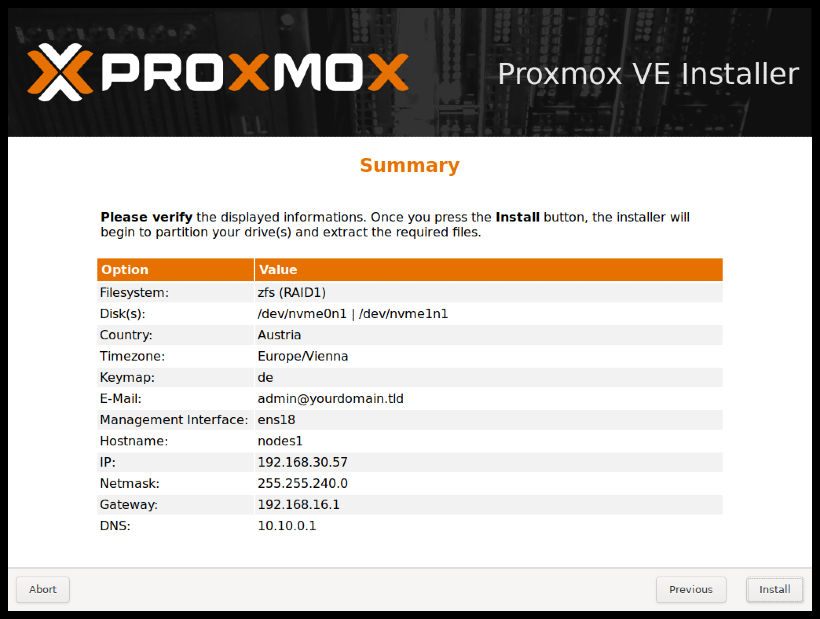 PROXMOX
Proxmox VE Installer
Summary
Please verify the displayed informations. Once you press the Install button, the installer will
begin to partition your drive(s) and extract the required files.
Option Value
Filesystem: zfs (RAID1)
Disk(s): /dev/nvme0n1 | /dev/nvme1n1
Country: Austria
Timezone: Europe/Vienna
Keymap: de
E-Mail: admin@yourdomain.tld
Management Interface: ens18
Hostname: nodes1
IP: 192.168.30.57
Netmask: 255.255.240.0
Gateway: 192.168.16.1
DNS: 10.10.0.1
Abort Previous Install